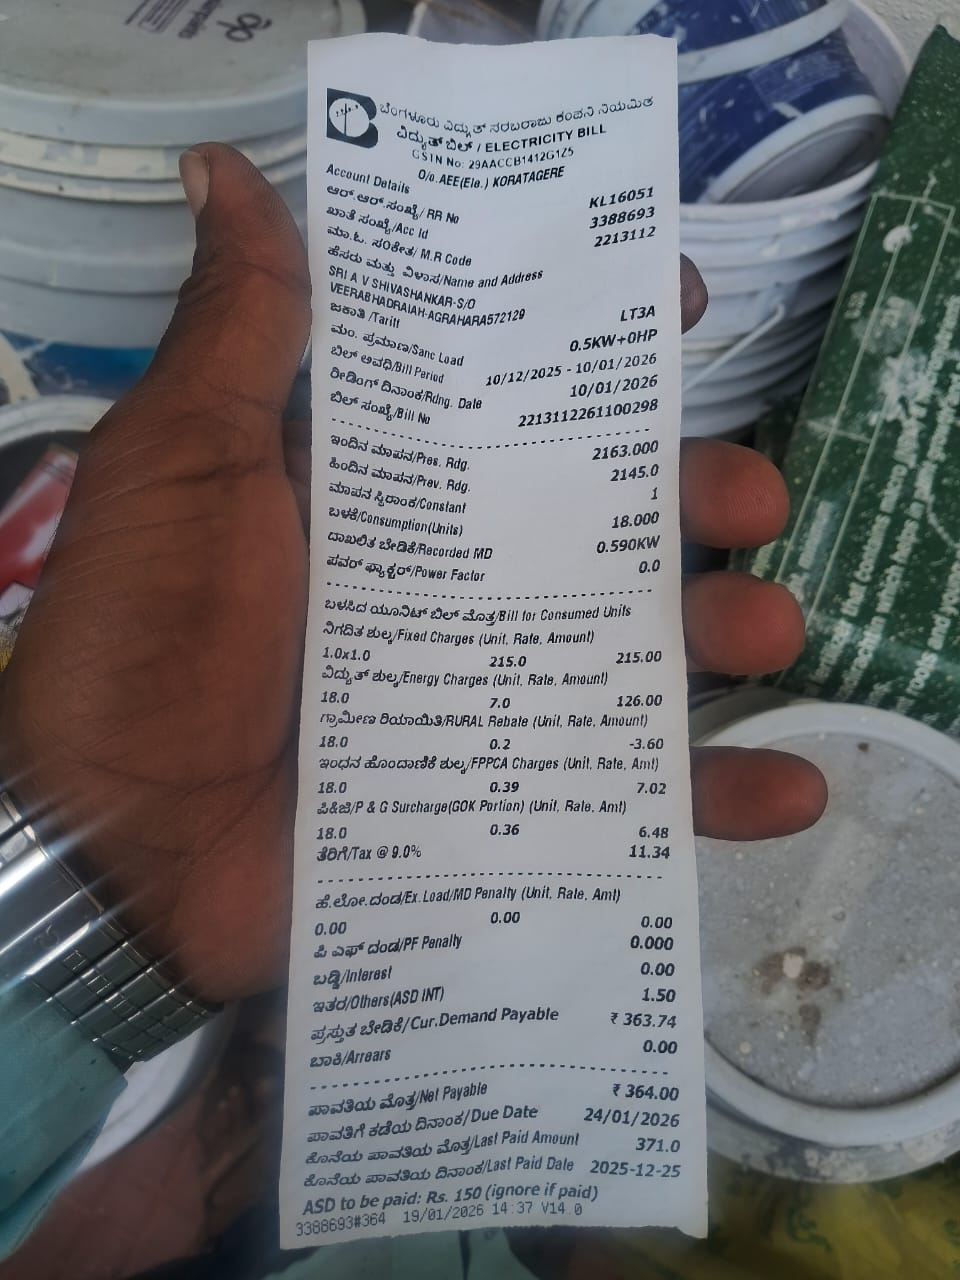 ಬೆಂಗಳೂರು ವಿದ್ಯುತ್ ಸರಬರಾಜು ಕಂಪನಿ ನಿಯಮಿತ
ವಿದ್ಯುತ್ ಬಿಲ್ / ELECTRICITY BILL
GSTN No: 29AACCB1412G1Z5
O/o.AEE(Ele.) KORATAGERE
Account Details
ಆರ್.ಆರ್.ಸಂಖ್ಯೆ/ RR No KL16051
ಖಾತೆ ಸಂಖ್ಯೆ/Acc Id 3388693
ಮಾ.ಓ. ಸಂಕೇತ/ M.R Code 2213112
ಹೆಸರು ಮತ್ತು ವಿಳಾಸ/Name and Address
SRI A V SHIVASHANKAR-S/O
VEERABHADRAIAH-AGRAHARA572129
ಜಕಾತಿ /Tariff LT3A
ಮಂ. ಪ್ರಮಾಣ/Sanc Load 0.5KW+0HP
ಬಿಲ್ ಅವಧಿ/Bill Period 10/12/2025 - 10/01/2026
ರೀಡಿಂಗ್ ದಿನಾಂಕ/Rdng. Date 10/01/2026
ಬಿಲ್ ಸಂಖ್ಯೆ/Bill No 2213112261100298
ಇಂದಿನ ಮಾಪನ/Pres. Rdg. 2163.000
ಹಿಂದಿನ ಮಾಪನ/Prev. Rdg. 2145.0
ಮಾಪನ ಸ್ಥಿರಾಂಕ/Constant 1
ಬಳಕೆ/Consumption(Units) 18.000
ದಾಖಲಿತ ಬೇಡಿಕೆ/Recorded MD 0.590KW
ಪವರ್ ಫ್ಯಾಕ್ಟರ್/Power Factor 0.0
ಬಳಸಿದ ಯೂನಿಟ್ ಬಿಲ್ ಮೊತ್ತ/Bill for Consumed Units
ನಿಗದಿತ ಶುಲ್ಕ/Fixed Charges (Unit, Rate, Amount)
1.0x1.0 215.0 215.00
ವಿದ್ಯುತ್ ಶುಲ್ಕ/Energy Charges (Unit, Rate, Amount)
18.0 7.0 126.00
ಗ್ರಾಮೀಣ ರಿಯಾಯಿತಿ/RURAL Rebate (Unit, Rate, Amount)
18.0 0.2 -3.60
ಇಂಧನ ಹೊಂದಾಣಿಕೆ ಶುಲ್ಕ/FPPCA Charges (Unit, Rate, Amt)
18.0 0.39 7.02
ಪಿ&ಜಿ/P & G Surcharge(GOK Portion) (Unit, Rate, Amt)
18.0 0.36 6.48
ತೆರಿಗೆ/Tax @ 9.0% 11.34
ಹೆ.ಲೋ.ದಂಡ/Ex.Load/MD Penalty (Unit, Rate, Amt)
0.00 0.00 0.00
ಪಿ ಎಫ್ ದಂಡ/PF Penalty 0.000
ಬಡ್ಡಿ/Interest 0.00
ಇತರ/Others(ASD INT) 1.50
ಪ್ರಸ್ತುತ ಬೇಡಿಕೆ/ Cur.Demand Payable ₹ 363.74
ಬಾಕಿ/Arrears 0.00
ಪಾವತಿಯ ಮೊತ್ತ/Net Payable ₹ 364.00
ಪಾವತಿಗೆ ಕಡೆಯ ದಿನಾಂಕ/Due Date 24/01/2026
ಕೊನೆಯ ಪಾವತಿಯ ಮೊತ್ತ/Last Paid Amount 371.0
ಕೊನೆಯ ಪಾವತಿಯ ದಿನಾಂಕ/Last Paid Date 2025-12-25
ASD to be paid: Rs. 150 (ignore if paid)
3388693#364 19/01/2026 14:37 V14.0